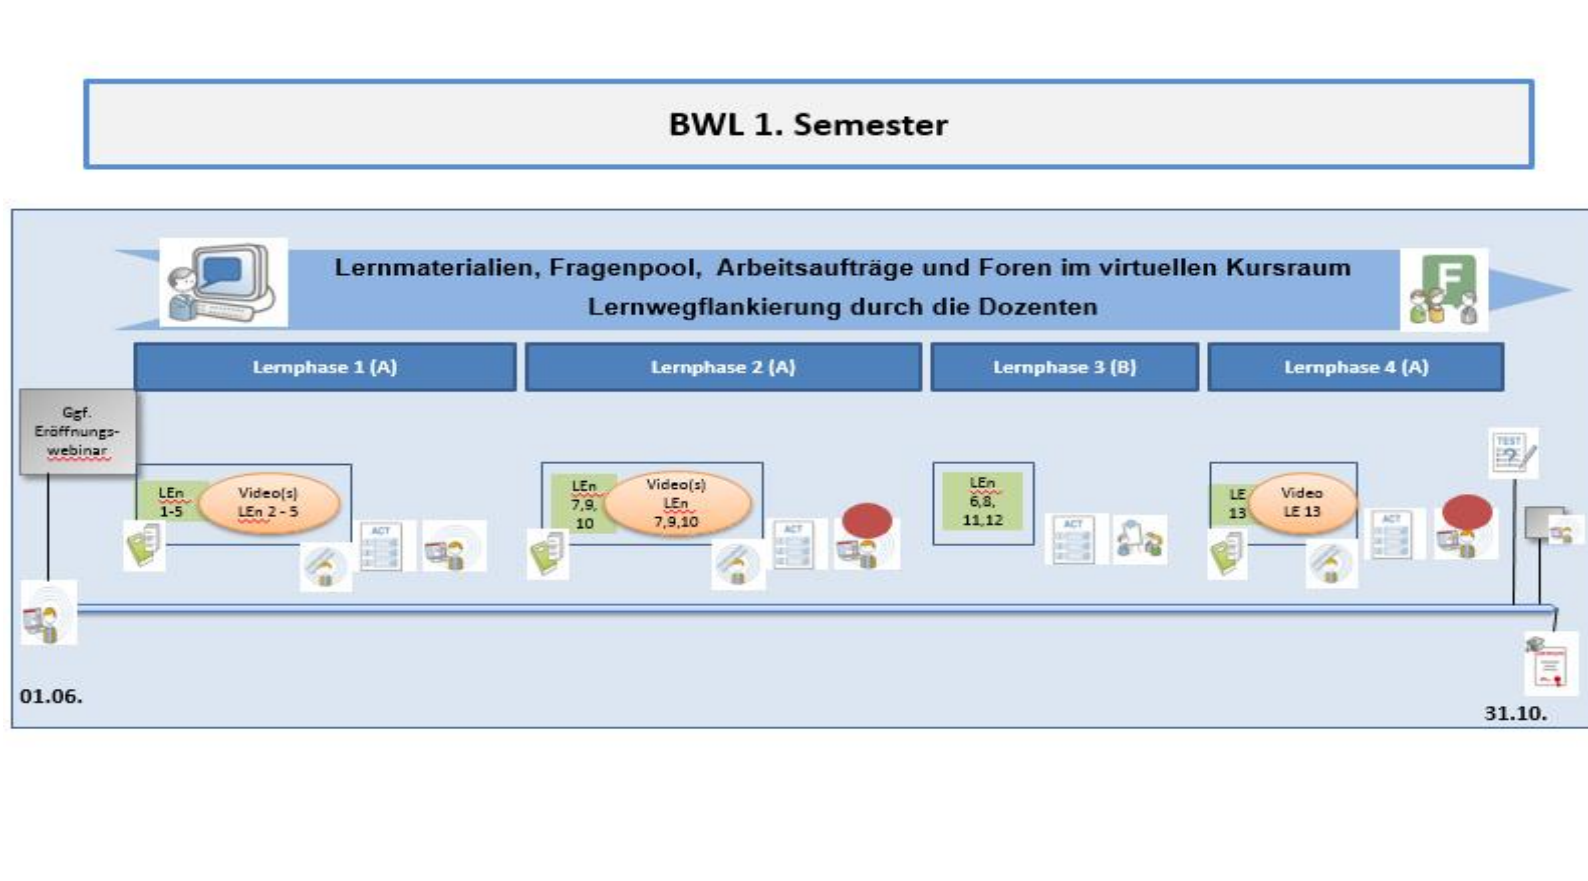 BWL 1. Semester
Lernmaterialien, Fragenpool, Arbeitsaufträge und Foren im virtuellen Kursraum
Lernwegflankierung durch die Dozenten
F
Lernphase 1 (A)
Lernphase 2 (A)
Lernphase 3 (B)
Lernphase 4 (A)
Ggf.
Eröffnungs-
webinar
LEn
1-5
Video(s)
LEn 2 - 5
ACT
LEn
7,9,
10
Video(s)
LEn
7,9,10
ACT
LEn
6,8,
11,12
ACT
LE
13
Video
LE 13
ACT
TEST
?
01.06.
31.10.